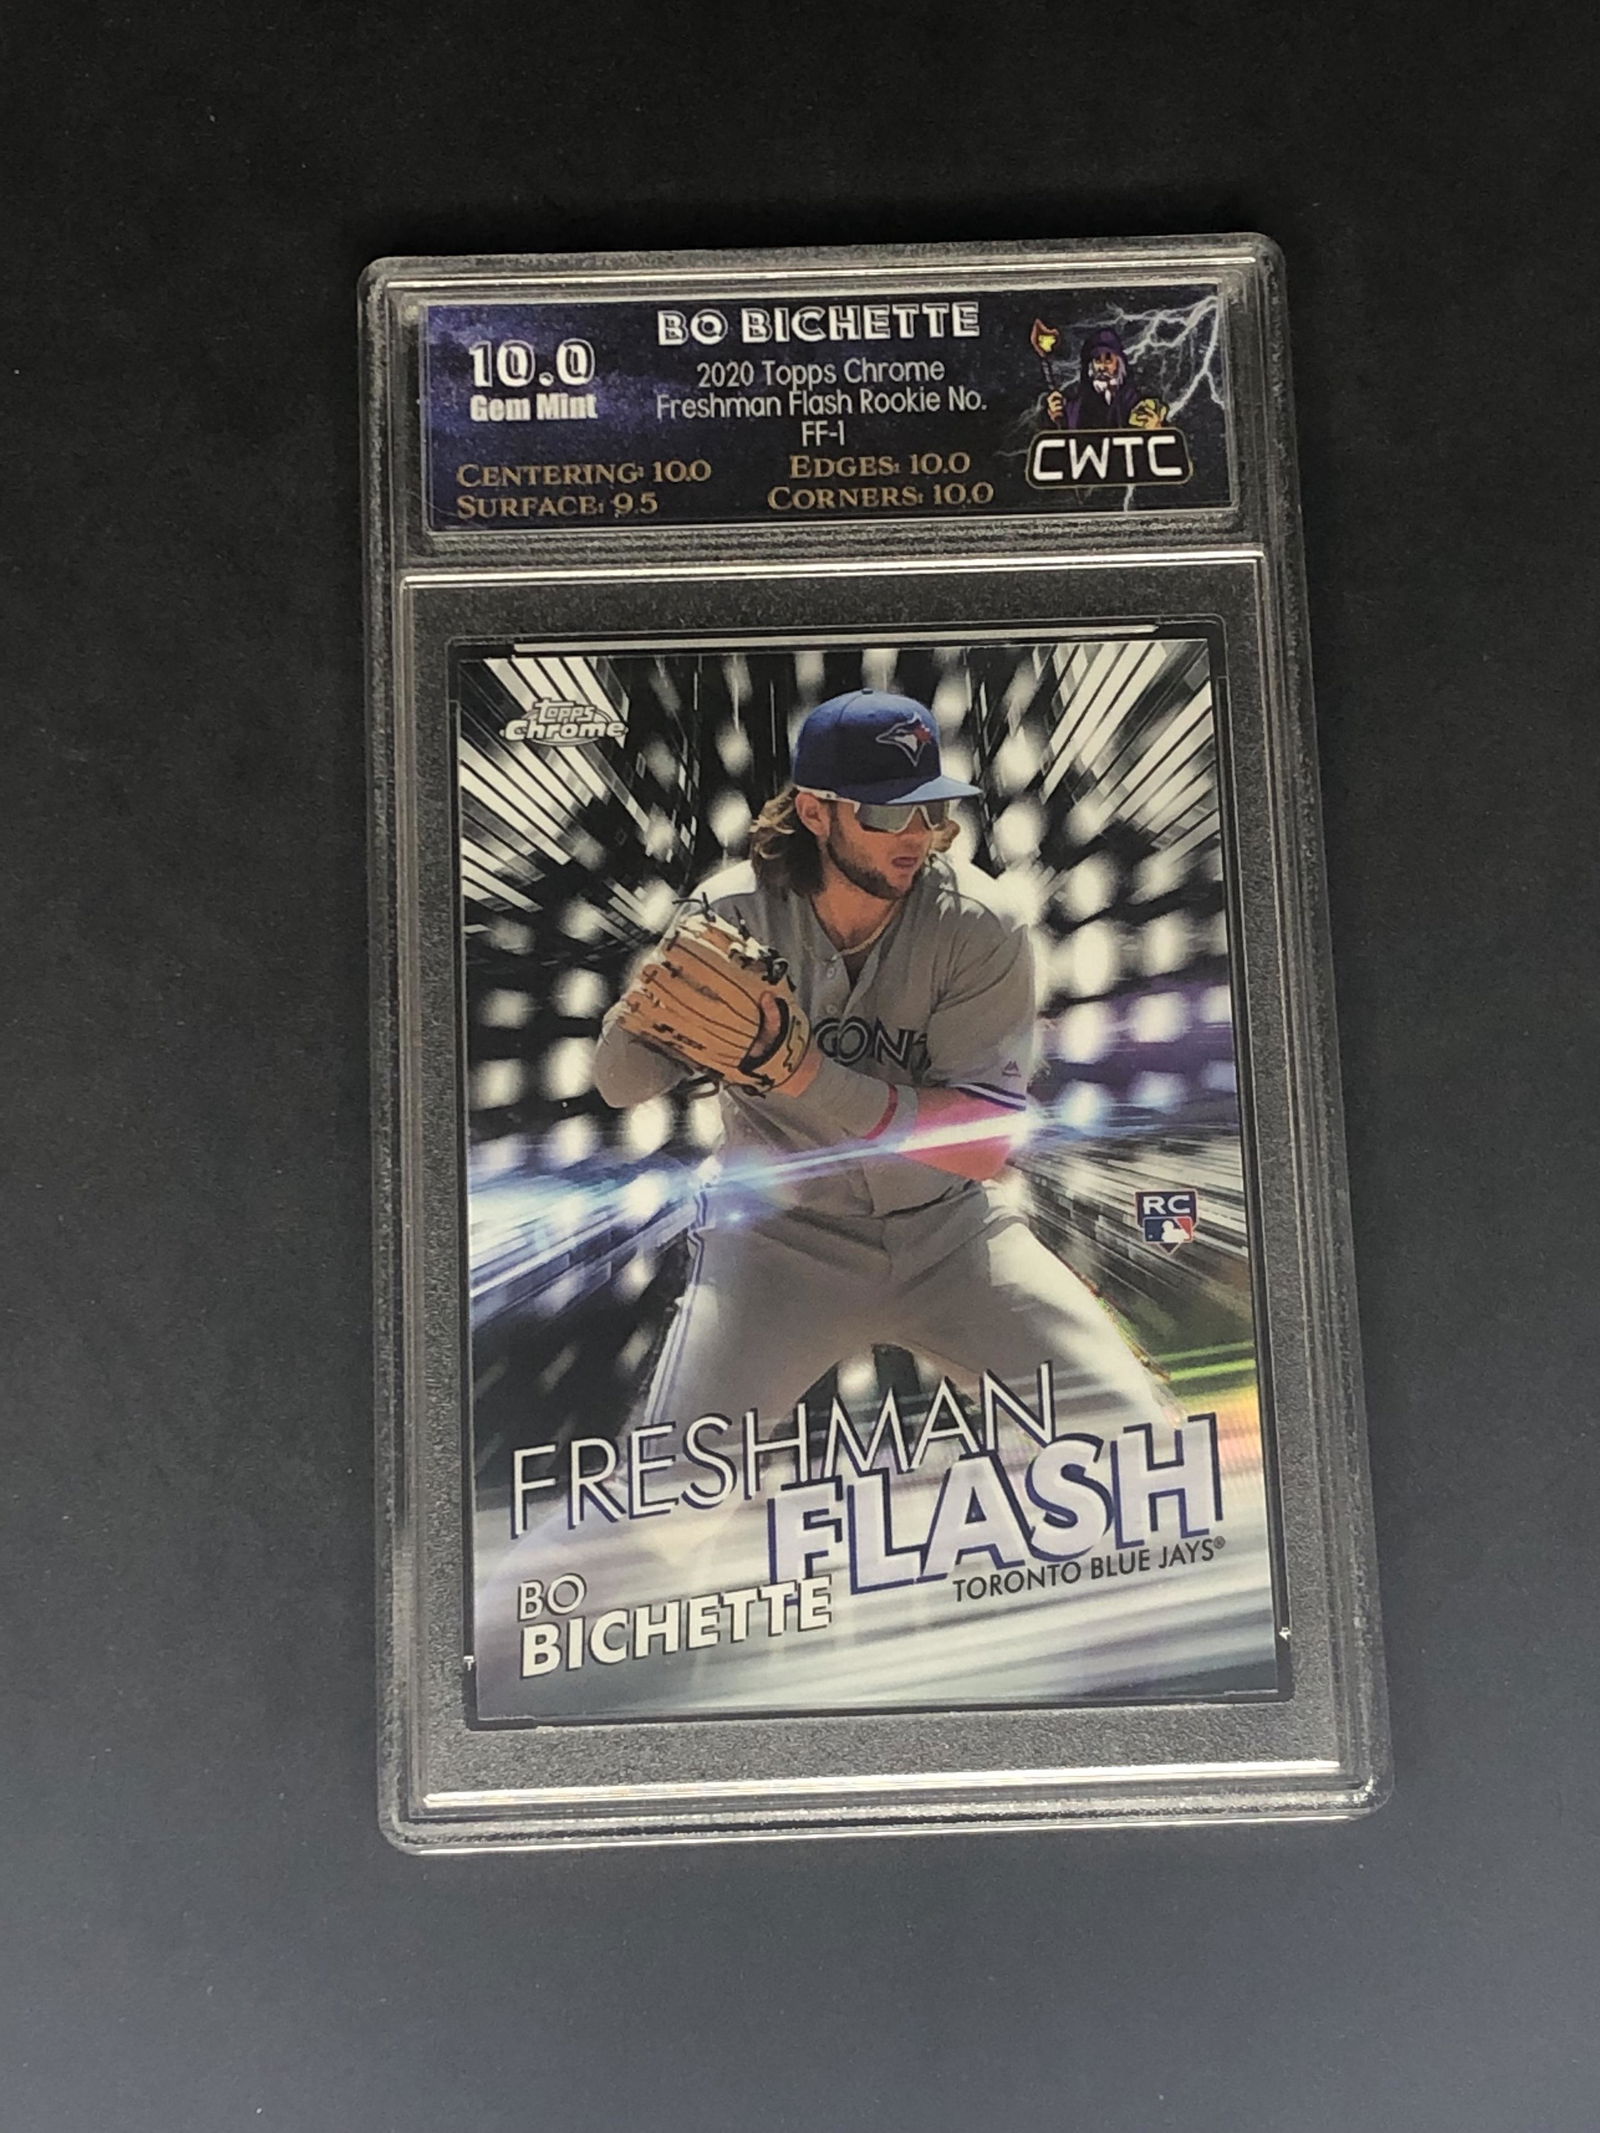 BO BICHETTE
10.0
Gem Mint
2020 Topps Chrome
Freshman Flash Rookie No.
FF-1
CENTERING: 10.0
EDGES: 10.0
SURFACE: 9.5
CORNERS: 10.0
CWTC
topps
Chrome
RC
FRESHMAN
FLASH
TORONTO BLUE JAYS®
BO
BICHETTE